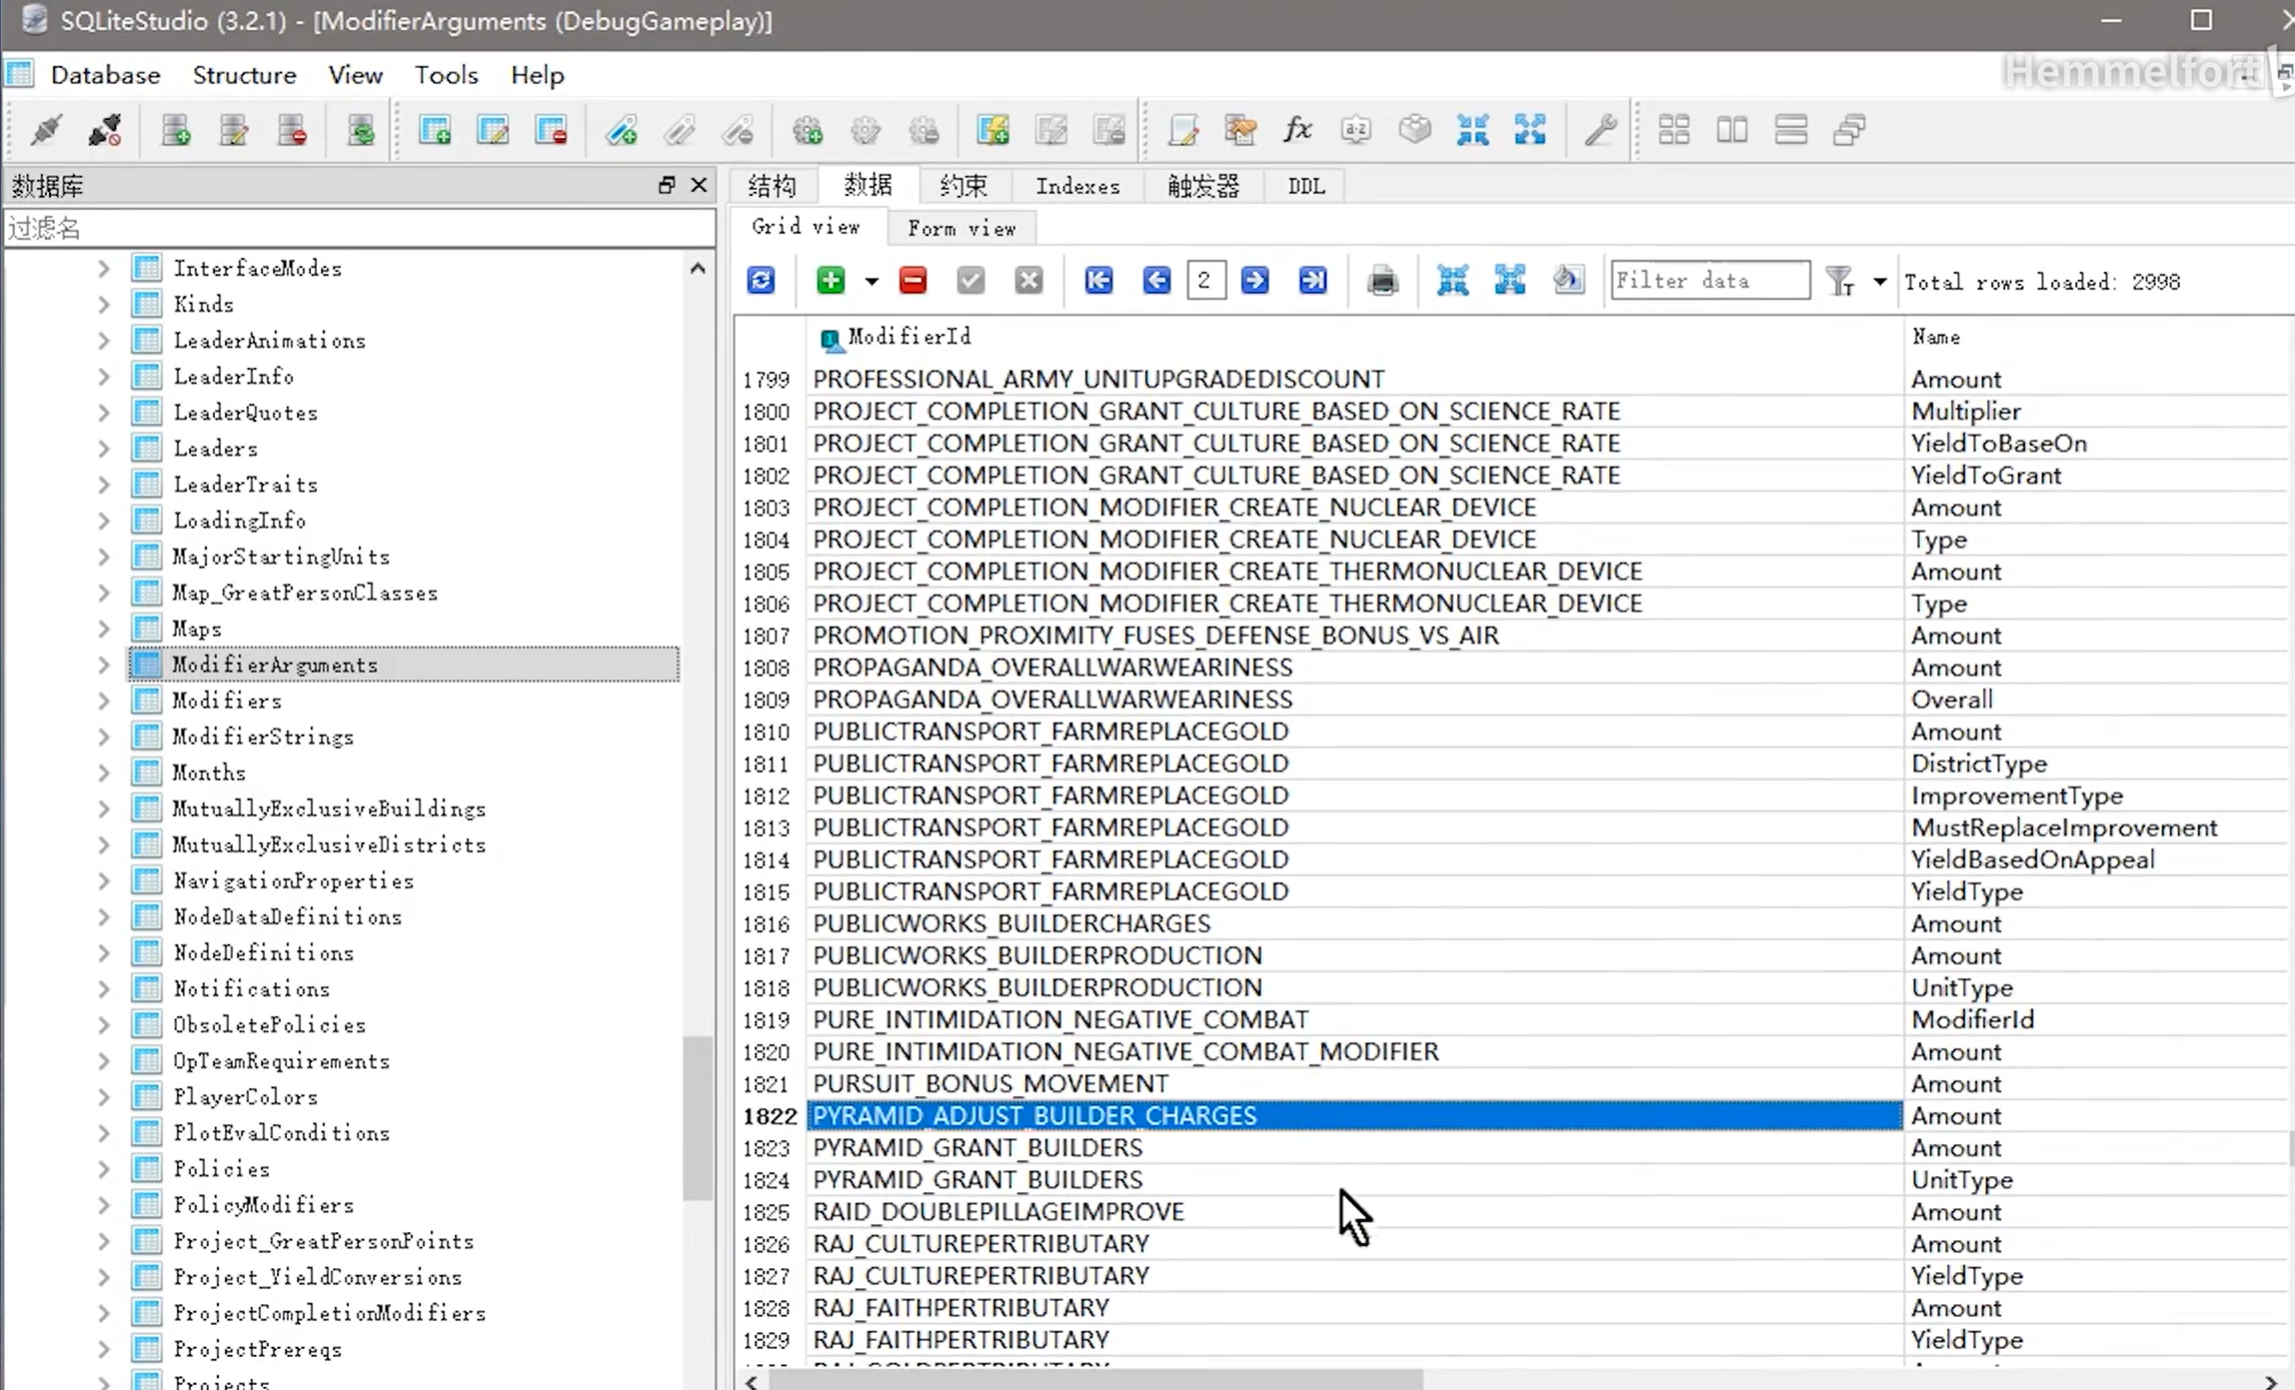 SQLiteStudio (3.2.1) - [ModifierArguments (DebugGameplay)]
Database Structure View Tools Help
Hemmelfort
数据库
过滤名
InterfaceModes
Kinds
LeaderAnimations
LeaderInfo
LeaderQuotes
Leaders
LeaderTraits
LoadingInfo
MajorStartingUnits
Map_GreatPersonClasses
Maps
ModifierArguments
Modifiers
ModifierStrings
Months
MutuallyExclusiveBuildings
MutuallyExclusiveDistricts
NavigationProperties
NodeDataDefinitions
NodeDefinitions
Notifications
ObsoletePolicies
OpTeamRequirements
PlayerColors
PlotEvalConditions
Policies
PolicyModifiers
Project_GreatPersonPoints
Project_YieldConversions
ProjectCompletionModifiers
ProjectPrereqs
Projects
结构 数据 约束 Indexes 触发器 DDL
Grid view Form view
2 Filter data Total rows loaded: 2998
ModifierId Name
1799 PROFESSIONAL_ARMY_UNITUPGRADEDISCOUNT Amount
1800 PROJECT_COMPLETION_GRANT_CULTURE_BASED_ON_SCIENCE_RATE Multiplier
1801 PROJECT_COMPLETION_GRANT_CULTURE_BASED_ON_SCIENCE_RATE YieldToBaseOn
1802 PROJECT_COMPLETION_GRANT_CULTURE_BASED_ON_SCIENCE_RATE YieldToGrant
1803 PROJECT_COMPLETION_MODIFIER_CREATE_NUCLEAR_DEVICE Amount
1804 PROJECT_COMPLETION_MODIFIER_CREATE_NUCLEAR_DEVICE Type
1805 PROJECT_COMPLETION_MODIFIER_CREATE_THERMONUCLEAR_DEVICE Amount
1806 PROJECT_COMPLETION_MODIFIER_CREATE_THERMONUCLEAR_DEVICE Type
1807 PROMOTION_PROXIMITY_FUSES_DEFENSE_BONUS_VS_AIR Amount
1808 PROPAGANDA_OVERALLWARWEARINESS Amount
1809 PROPAGANDA_OVERALLWARWEARINESS Overall
1810 PUBLICTRANSPORT_FARMREPLACEGOLD Amount
1811 PUBLICTRANSPORT_FARMREPLACEGOLD DistrictType
1812 PUBLICTRANSPORT_FARMREPLACEGOLD ImprovementType
1813 PUBLICTRANSPORT_FARMREPLACEGOLD MustReplaceImprovement
1814 PUBLICTRANSPORT_FARMREPLACEGOLD YieldBasedOnAppeal
1815 PUBLICTRANSPORT_FARMREPLACEGOLD YieldType
1816 PUBLICWORKS_BUILDERCHARGES Amount
1817 PUBLICWORKS_BUILDERPRODUCTION Amount
1818 PUBLICWORKS_BUILDERPRODUCTION UnitType
1819 PURE_INTIMIDATION_NEGATIVE_COMBAT ModifierId
1820 PURE_INTIMIDATION_NEGATIVE_COMBAT_MODIFIER Amount
1821 PURSUIT_BONUS_MOVEMENT Amount
1822 PYRAMID_ADJUST_BUILDER_CHARGES Amount
1823 PYRAMID_GRANT_BUILDERS Amount
1824 PYRAMID_GRANT_BUILDERS UnitType
1825 RAID_DOUBLEPILLAGEIMPROVE Amount
1826 RAJ_CULTUREPERTRIBUTARY Amount
1827 RAJ_CULTUREPERTRIBUTARY YieldType
1828 RAJ_FAITHPERTRIBUTARY Amount
1829 RAJ_FAITHPERTRIBUTARY YieldType